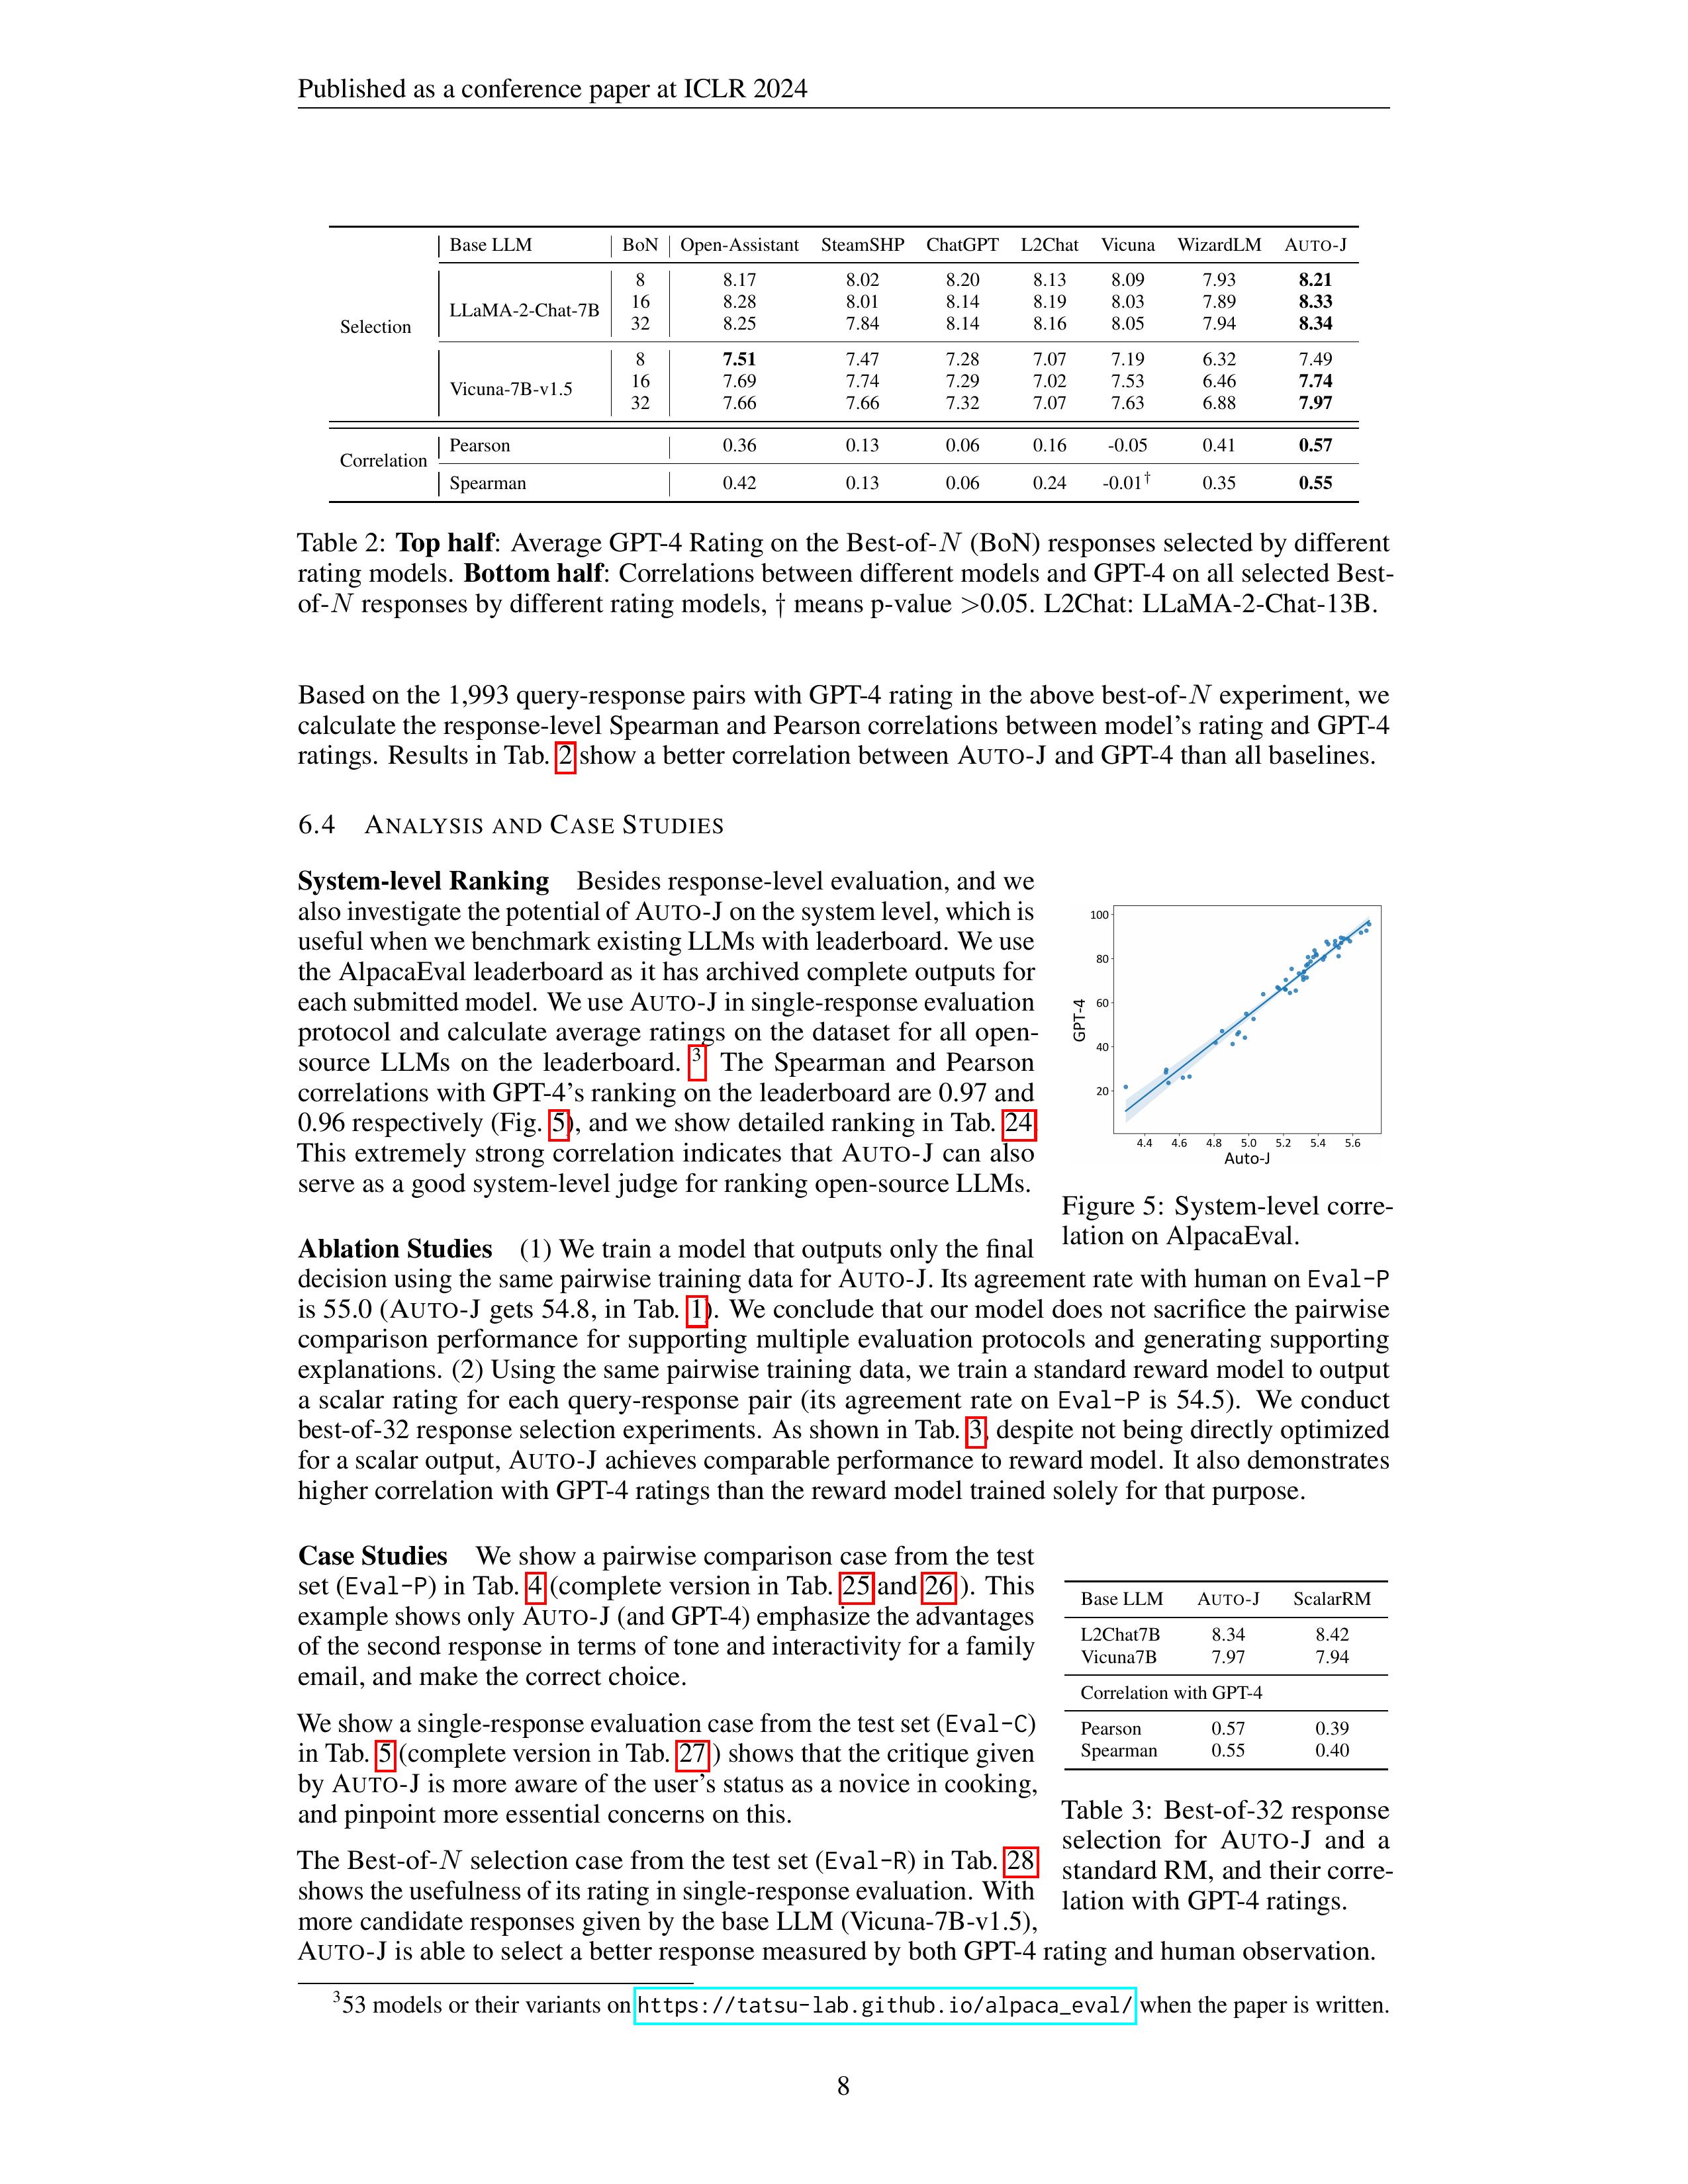 Published as a conference paper at ICLR 2024
Base LLM BoN Open-Assistant SteamSHP ChatGPT L2Chat Vicuna WizardLM AUTO-J
Selection
LLaMA-2-Chat-7B
8 8.17 8.02 8.20 8.13 8.09 7.93 8.21
16 8.28 8.01 8.14 8.19 8.03 7.89 8.33
32 8.25 7.84 8.14 8.16 8.05 7.94 8.34
Vicuna-7B-v1.5
8 7.51 7.47 7.28 7.07 7.19 6.32 7.49
16 7.69 7.74 7.29 7.02 7.53 6.46 7.74
32 7.66 7.66 7.32 7.07 7.63 6.88 7.97
Correlation
Pearson 0.36 0.13 0.06 0.16 -0.05 0.41 0.57
Spearman 0.42 0.13 0.06 0.24 -0.01† 0.35 0.55
Table 2: Top half: Average GPT-4 Rating on the Best-of-N (BoN) responses selected by different
rating models. Bottom half: Correlations between different models and GPT-4 on all selected Best-
of-N responses by different rating models, † means p-value >0.05. L2Chat: LLaMA-2-Chat-13B.
Based on the 1,993 query-response pairs with GPT-4 rating in the above best-of-N experiment, we
calculate the response-level Spearman and Pearson correlations between model's rating and GPT-4
ratings. Results in Tab. 2 show a better correlation between AUTO-J and GPT-4 than all baselines.
6.4 ANALYSIS AND CASE STUDIES
System-level Ranking Besides response-level evaluation, and we
also investigate the potential of AUTO-J on the system level, which is
useful when we benchmark existing LLMs with leaderboard. We use
the AlpacaEval leaderboard as it has archived complete outputs for
each submitted model. We use AUTO-J in single-response evaluation
protocol and calculate average ratings on the dataset for all open-
source LLMs on the leaderboard. 3 The Spearman and Pearson
correlations with GPT-4's ranking on the leaderboard are 0.97 and
0.96 respectively (Fig. 5), and we show detailed ranking in Tab. 24
This extremely strong correlation indicates that AUTO-J can also
serve as a good system-level judge for ranking open-source LLMs.
100
80
60
40
20
GPT-4
4.4 4.6 4.8 5.0 5.2 5.4 5.6
Auto-J
Figure 5: System-level corre-
lation on AlpacaEval.
Ablation Studies (1) We train a model that outputs only the final
decision using the same pairwise training data for AUTO-J. Its agreement rate with human on Eval-P
is 55.0 (AUTO-J gets 54.8, in Tab. 1). We conclude that our model does not sacrifice the pairwise
comparison performance for supporting multiple evaluation protocols and generating supporting
explanations. (2) Using the same pairwise training data, we train a standard reward model to output
a scalar rating for each query-response pair (its agreement rate on Eval-P is 54.5). We conduct
best-of-32 response selection experiments. As shown in Tab. 3, despite not being directly optimized
for a scalar output, AUTO-J achieves comparable performance to reward model. It also demonstrates
higher correlation with GPT-4 ratings than the reward model trained solely for that purpose.
Case Studies We show a pairwise comparison case from the test
set (Eval-P) in Tab. 4 (complete version in Tab. 25 and 26 ). This
example shows only AUTO-J (and GPT-4) emphasize the advantages
of the second response in terms of tone and interactivity for a family
email, and make the correct choice.
We show a single-response evaluation case from the test set (Eval-C)
in Tab. 5 (complete version in Tab. 27 ) shows that the critique given
by AUTO-J is more aware of the user's status as a novice in cooking,
and pinpoint more essential concerns on this.
The Best-of-N selection case from the test set (Eval-R) in Tab. 28
shows the usefulness of its rating in single-response evaluation. With
more candidate responses given by the base LLM (Vicuna-7B-v1.5),
AUTO-J is able to select a better response measured by both GPT-4 rating and human observation.
Base LLM AUTO-J ScalarRM
L2Chat7B 8.34 8.42
Vicuna7B 7.97 7.94
Correlation with GPT-4
Pearson 0.57 0.39
Spearman 0.55 0.40
Table 3: Best-of-32 response
selection for AUTO-J and a
standard RM, and their corre-
lation with GPT-4 ratings.
353 models or their variants on https://tatsu-lab.github.io/alpaca_eval/ when the paper is written.
8